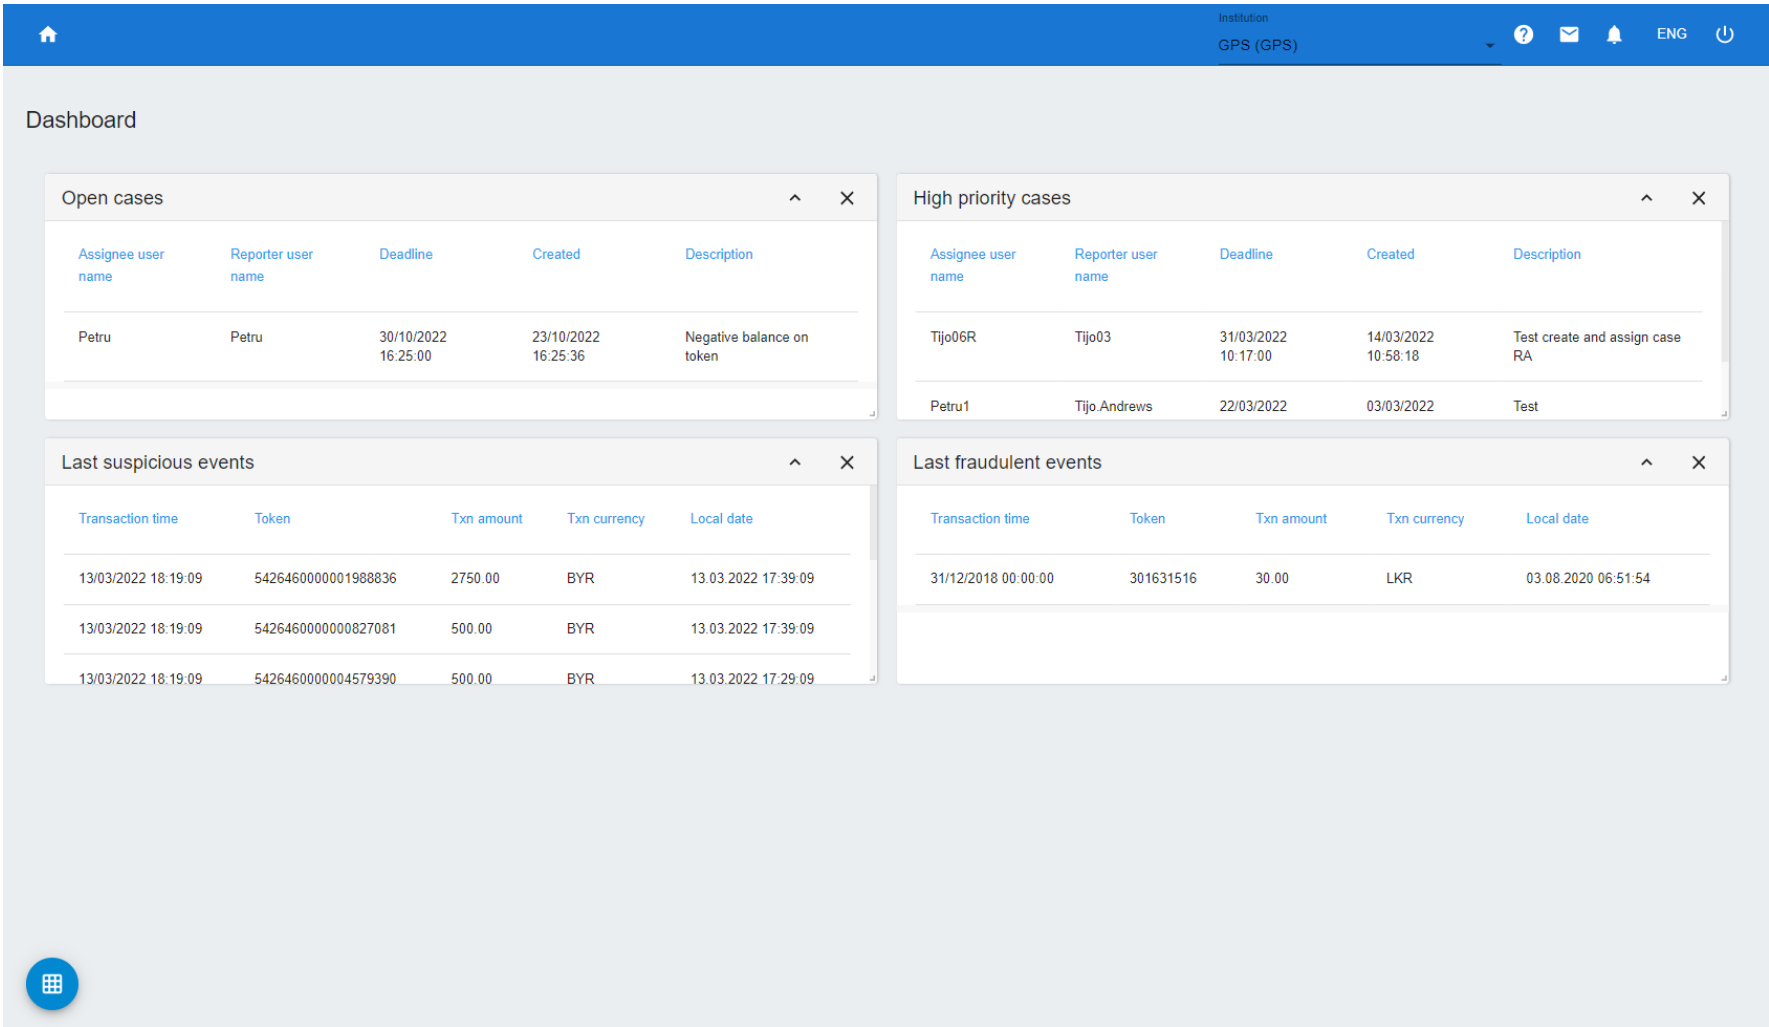 Institution
GPS (GPS)
ENG
Dashboard
Open cases
Assignee user name
Reporter user name
Deadline
Created
Description
Petru
Petru
30/10/2022 16:25:00
23/10/2022 16:25:36
Negative balance on token
High priority cases
Assignee user name
Reporter user name
Deadline
Created
Description
Tijo06R
Tijo03
31/03/2022 10:17:00
14/03/2022 10:58:18
Test create and assign case RA
Petru1
Tijo.Andrews
22/03/2022
03/03/2022
Test
Last suspicious events
Transaction time
Token
Txn amount
Txn currency
Local date
13/03/2022 18:19:09
5426460000001988836
2750.00
BYR
13.03.2022 17:39:09
13/03/2022 18:19:09
5426460000000827081
500.00
BYR
13.03.2022 17:39:09
13/03/2022 18:19:09
5426460000004579390
500.00
BYR
13.03.2022 17:29:09
Last fraudulent events
Transaction time
Token
Txn amount
Txn currency
Local date
31/12/2018 00:00:00
301631516
30.00
LKR
03.08.2020 06:51:54